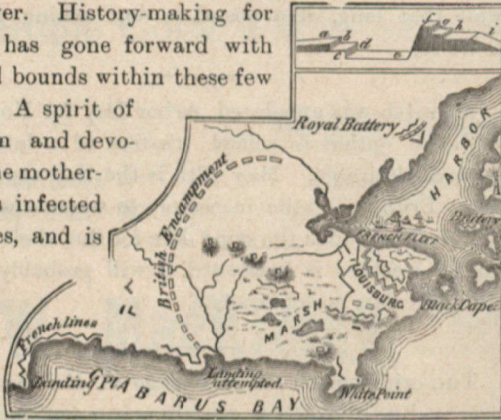 ver. History-making for
has gone forward with
l bounds within these few
A spirit of
n and devo-
e mother-
s infected
es, and is
a b c d e f g h i
Royal Battery
HARBOR
British Encampment
FRENCH FLEET
Battery
LOUISBURG
Black Cape
MARSH
French lines
Landing
Landing attempted.
White Point
GABARUS BAY